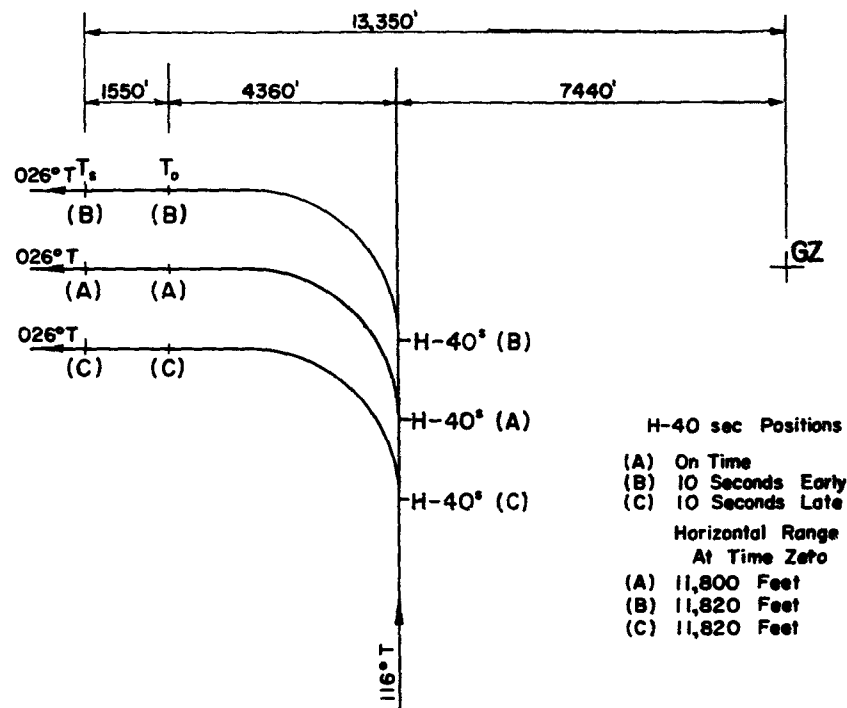 13,350'
1550' 4360' 7440'
026° T Ts To
(B) (B)
GZ
026° T
(A) (A)
026° T
(C) (C)
H-40ˢ (B)
H-40ˢ (A)
H-40ˢ (C)
116° T
H-40 sec Positions
(A) On Time
(B) 10 Seconds Early
(C) 10 Seconds Late
Horizontal Range
At Time Zero
(A) 11,800 Feet
(B) 11,820 Feet
(C) 11,820 Feet